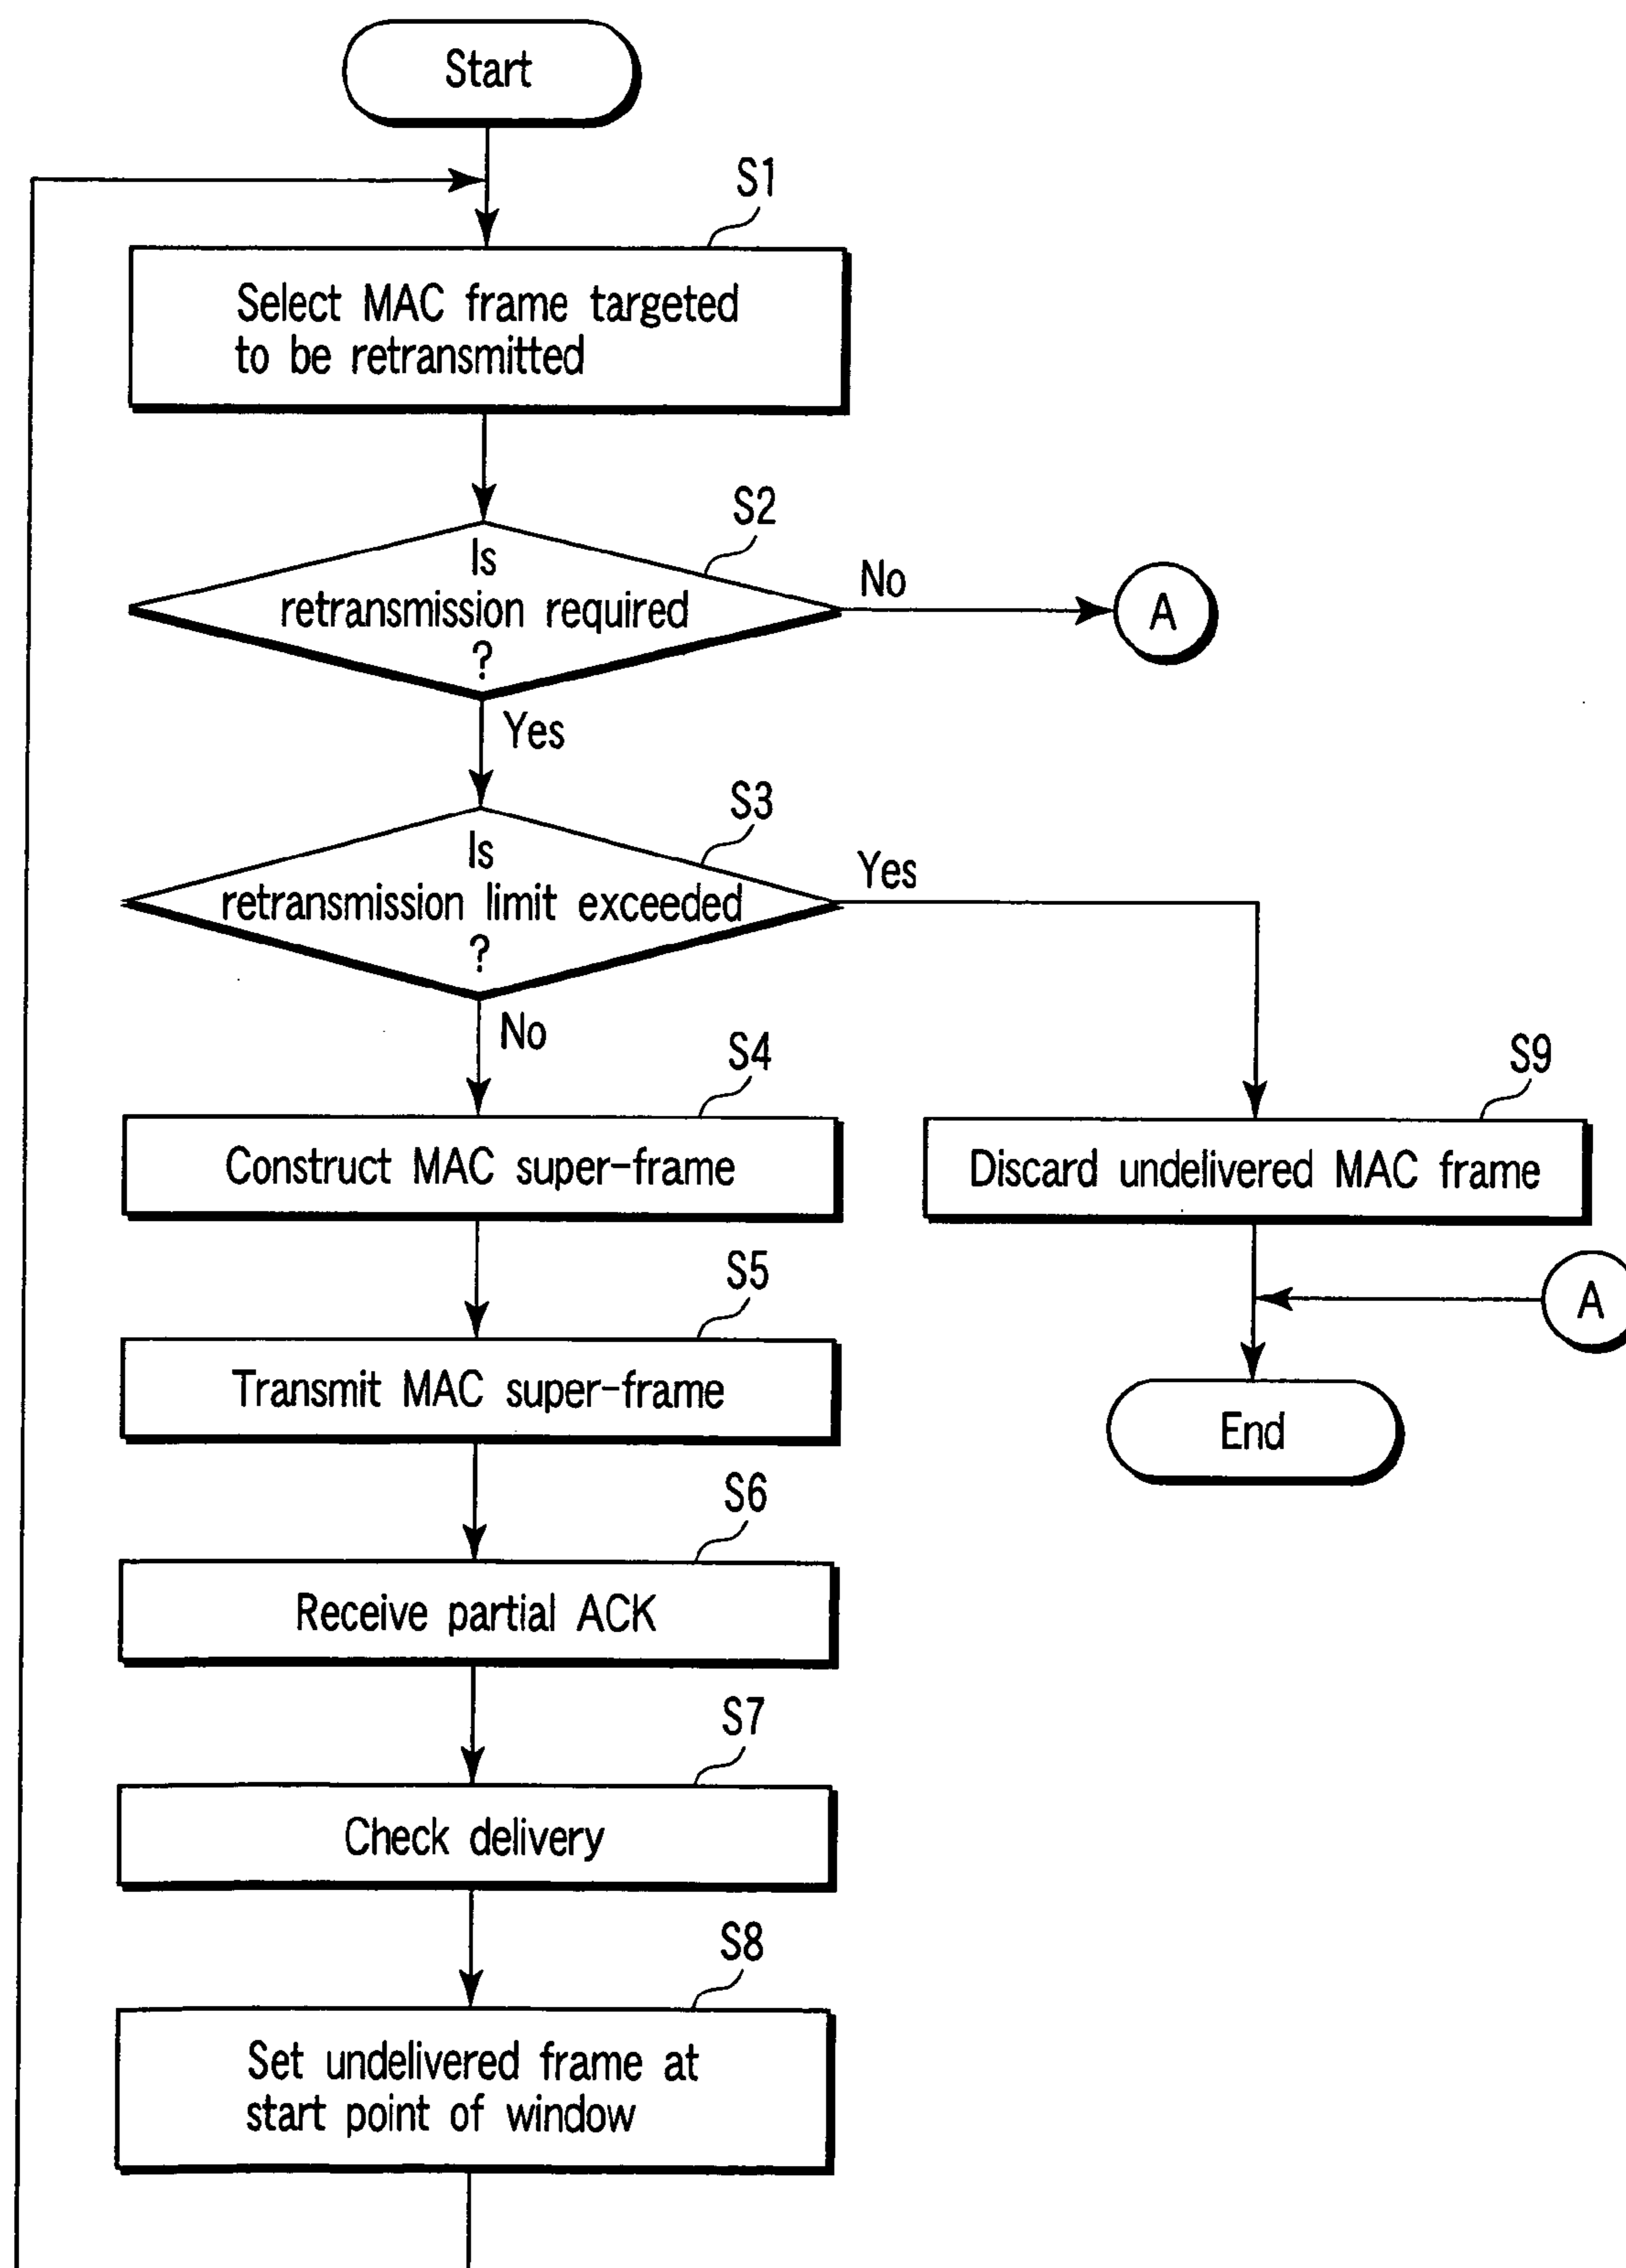 Start
S1
Select MAC frame targeted
to be retransmitted
S2
Is
retransmission required
?
No
A
Yes
S3
Is
retransmission limit exceeded
?
Yes
No
S4
Construct MAC super-frame
S9
Discard undelivered MAC frame
S5
Transmit MAC super-frame
A
End
S6
Receive partial ACK
S7
Check delivery
S8
Set undelivered frame at
start point of window